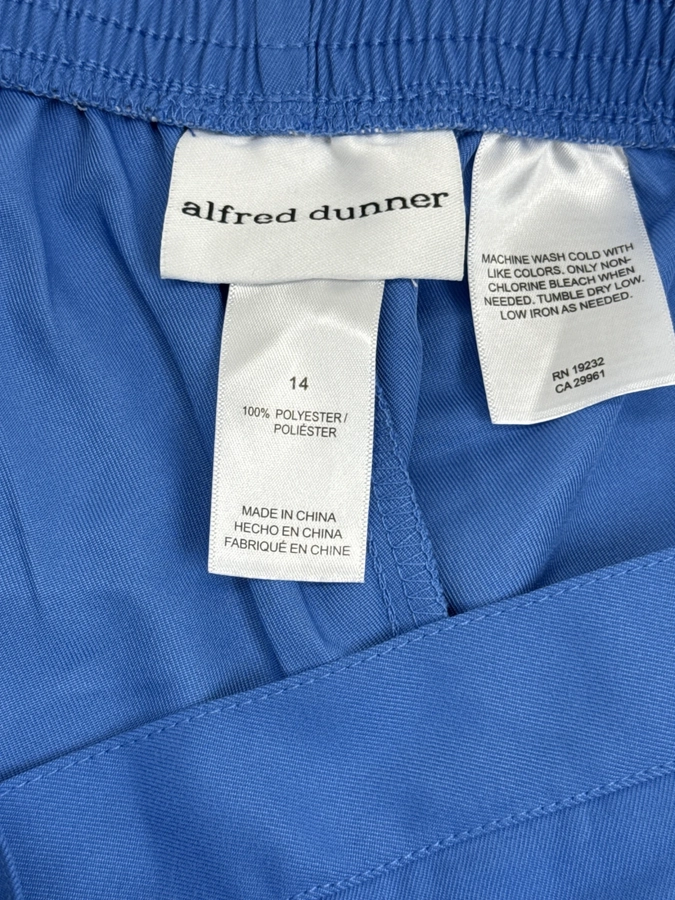 alfred dunner
14
100% POLYESTER/
POLIÉSTER
MADE IN CHINA
HECHO EN CHINA
FABRIQUÉ EN CHINE
MACHINE WASH COLD WITH
LIKE COLORS. ONLY NON-
CHLORINE BLEACH WHEN
NEEDED. TUMBLE DRY LOW.
LOW IRON AS NEEDED.
RN 19232
CA 29961